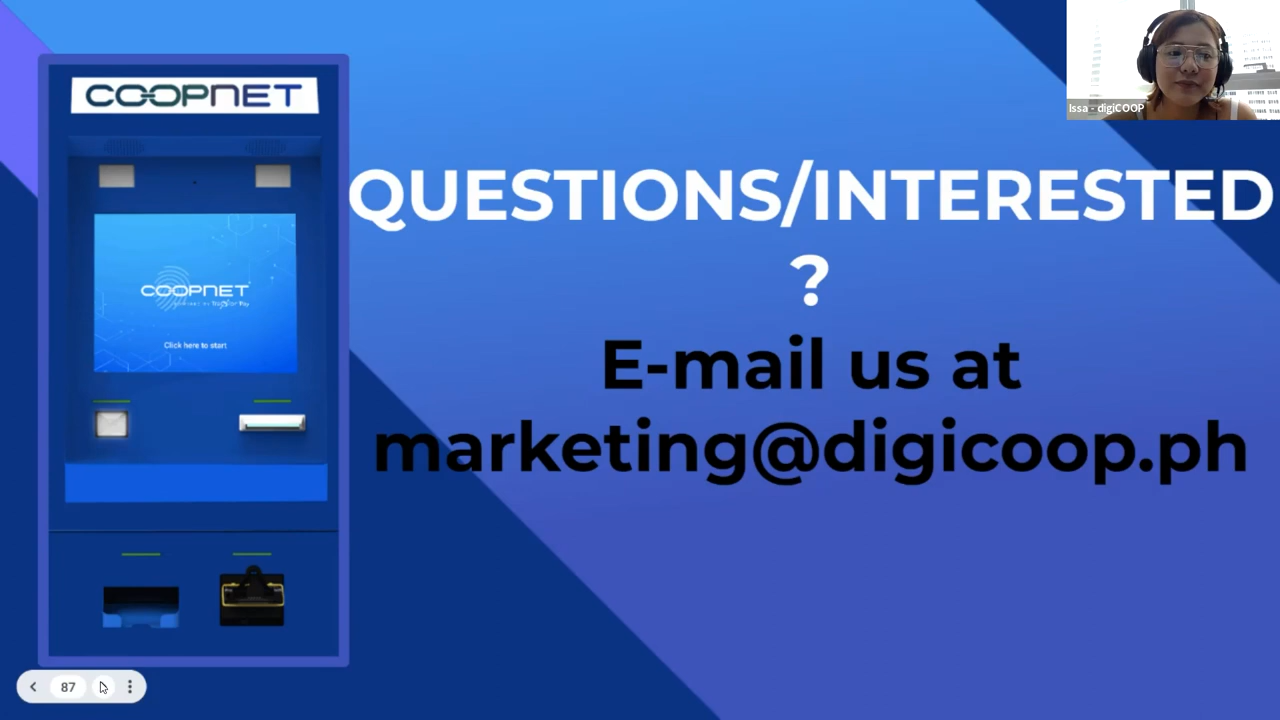 COOPNET
Issa - digiCOOP
QUESTIONS/INTERESTED
?
COOPNET
Click here to start
E-mail us at
marketing@digicoop.ph
87